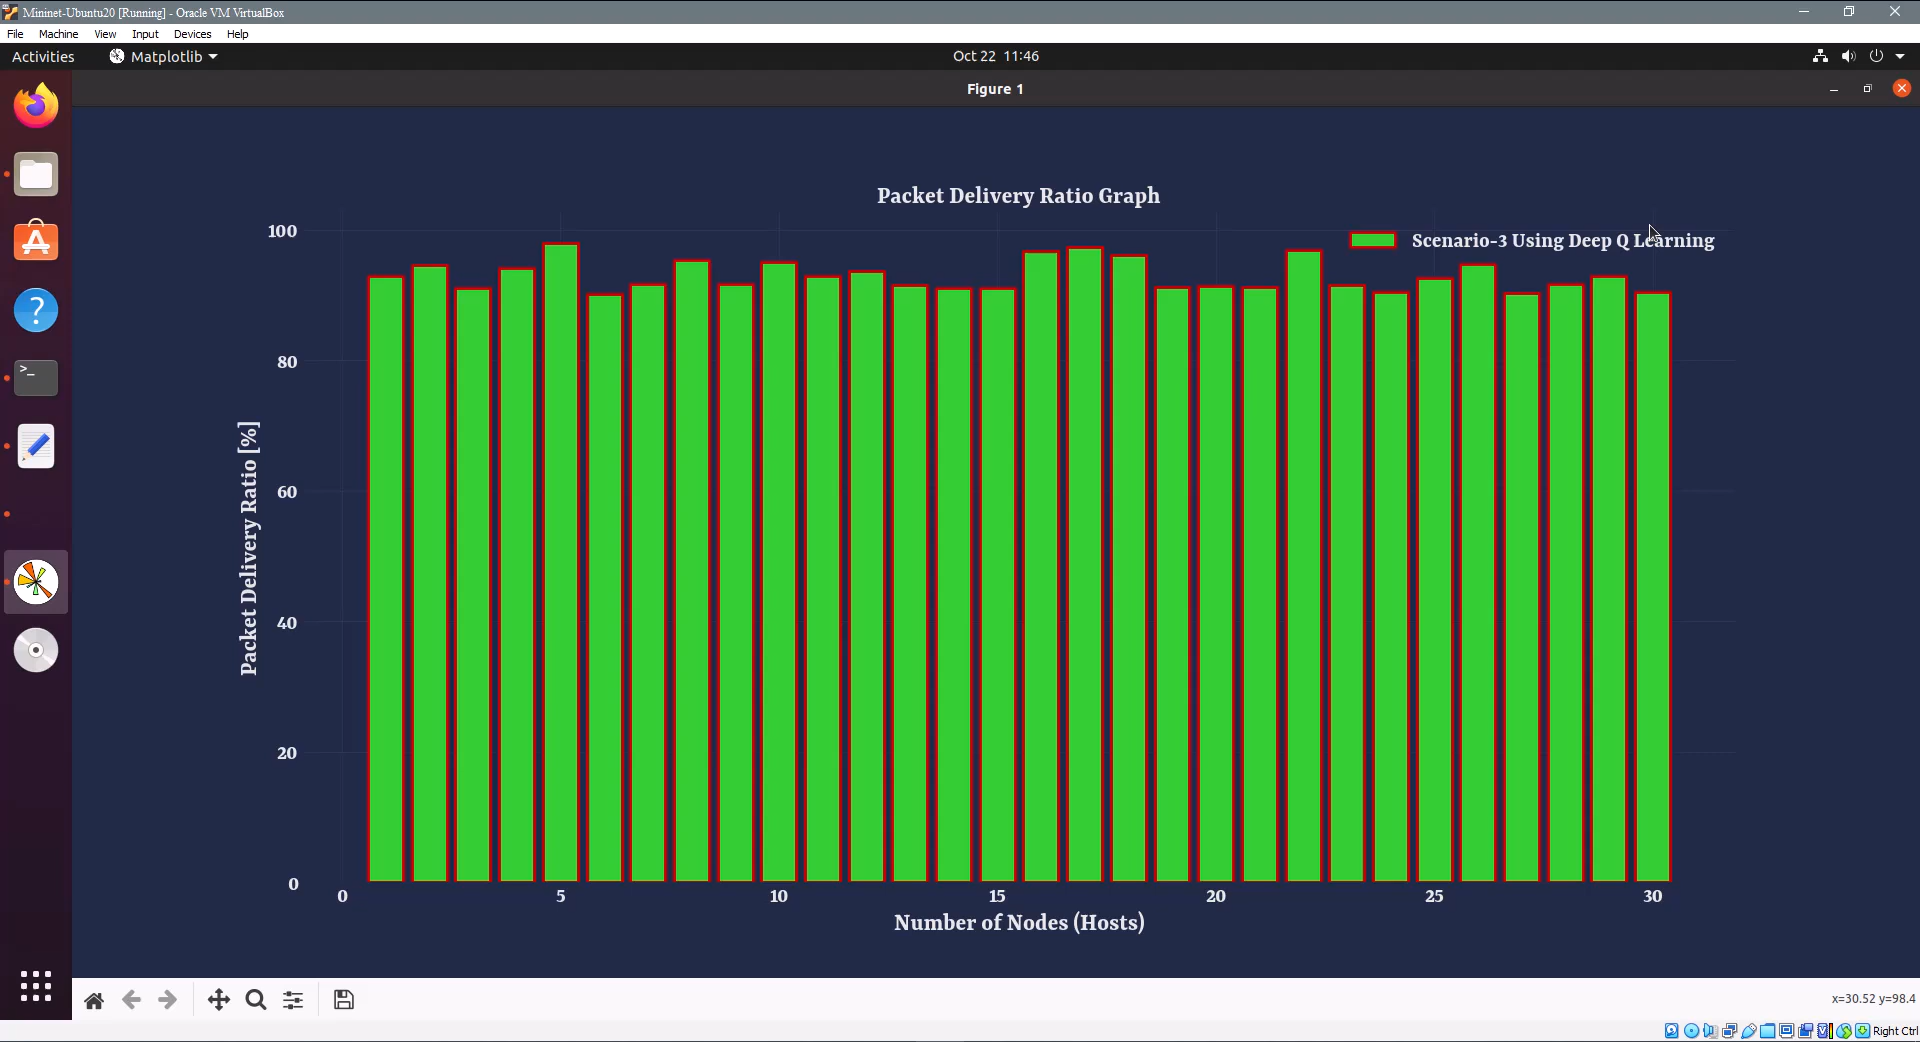 Mininet-Ubuntu20 [Running] - Oracle VM VirtualBox
File Machine View Input Devices Help
Activities Matplotlib Oct 22 11:46
Figure 1
Packet Delivery Ratio Graph
Scenario-3 Using Deep Q Learning
100
80
60
40
20
0
Packet Delivery Ratio [%]
0 5 10 15 20 25 30
Number of Nodes (Hosts)
x=30.52 y=98.4
Right Ctrl